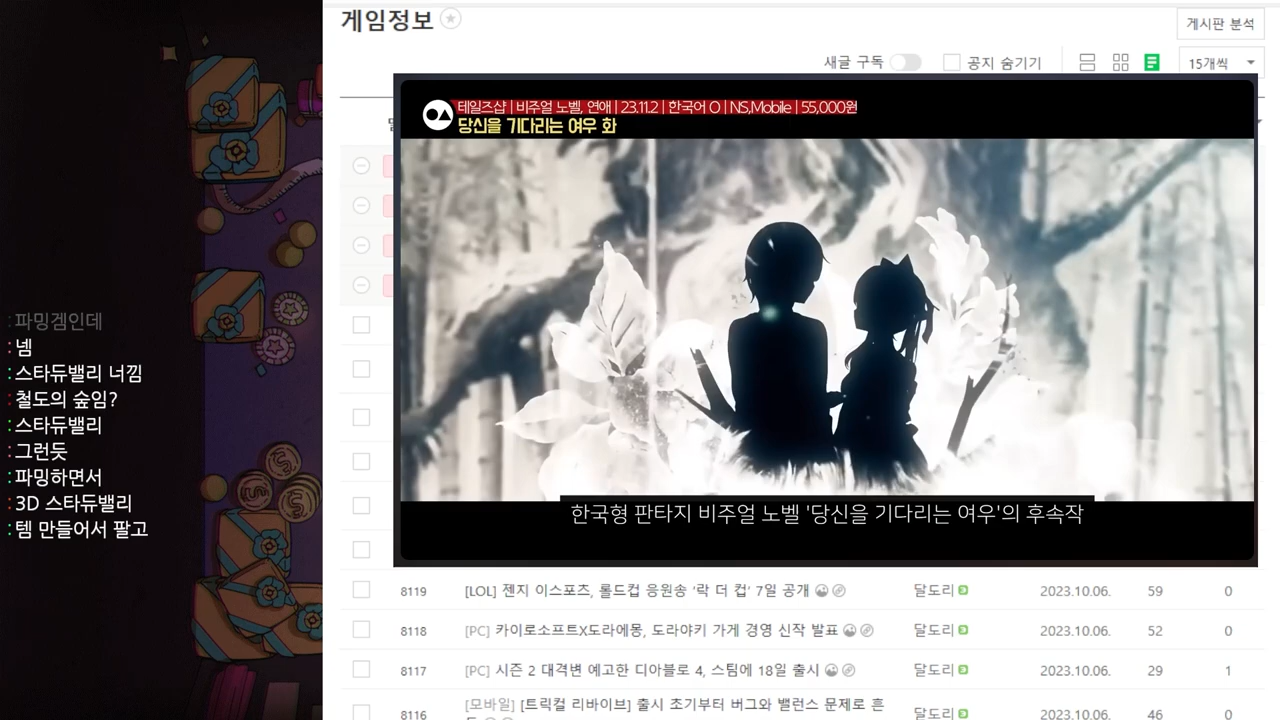 게임정보
게시판 분석
새글 구독
공지 숨기기
15개씩
테일즈샵 | 비주얼 노벨, 연애 | 23.11.2 | 한국어 O | NS,Mobile | 55,000원
당신을 기다리는 여우 화
한국형 판타지 비주얼 노벨 '당신을 기다리는 여우'의 후속작
: 파밍겜인데
: 넴
: 스타듀밸리 너낌
: 철도의 숲임?
: 스타듀밸리
: 그런듯
: 파밍하면서
: 3D 스타듀밸리
: 템 만들어서 팔고
8119 [LOL] 젠지 이스포츠, 롤드컵 응원송 '락 더 컵' 7일 공개 달도리 2023.10.06. 59 0
8118 [PC] 카이로소프트X도라에몽, 도라야키 가게 경영 신작 발표 달도리 2023.10.06. 52 0
8117 [PC] 시즌 2 대격변 예고한 디아블로 4, 스팀에 18일 출시 달도리 2023.10.06. 29 1
8116 [모바일] [트릭컬 리바이브] 출시 초기부터 버그와 밸런스 문제로 흔 달도리 2023.10.06. 46 0